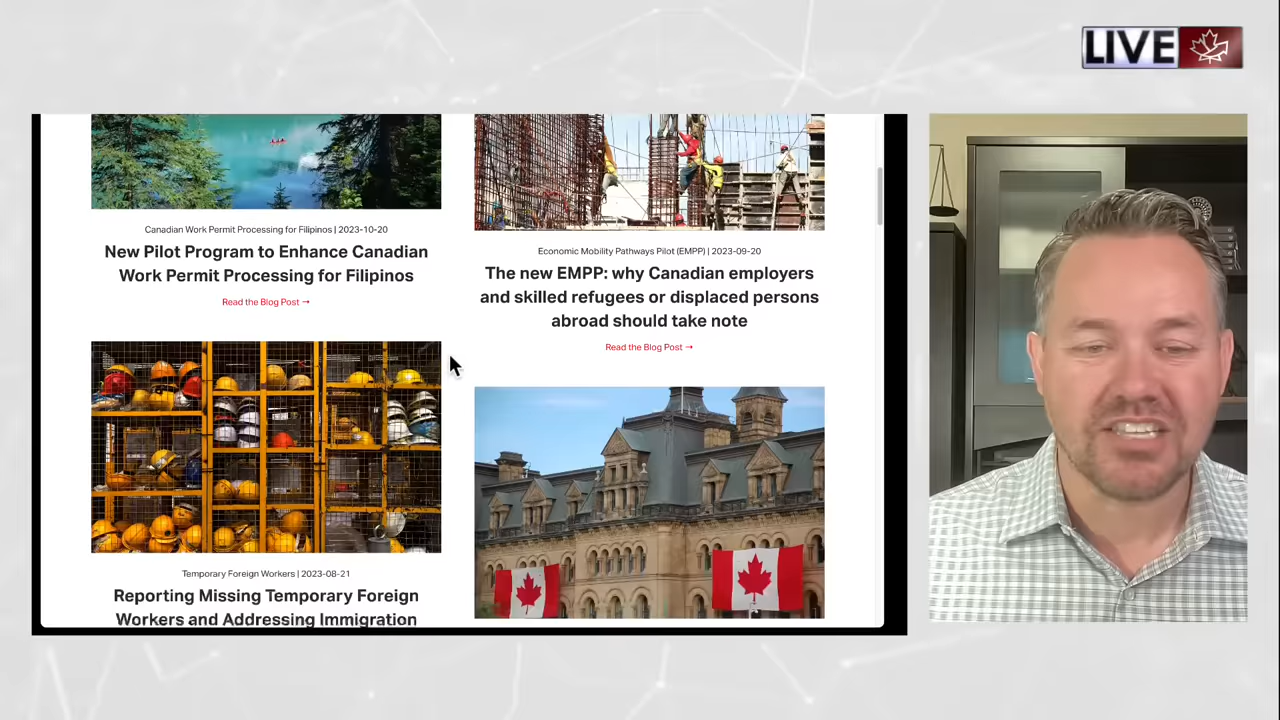 LIVE
Canadian Work Permit Processing for Filipinos | 2023-10-20
New Pilot Program to Enhance Canadian
Work Permit Processing for Filipinos
Read the Blog Post →
Economic Mobility Pathways Pilot (EMPP) | 2023-09-20
The new EMPP: why Canadian employers
and skilled refugees or displaced persons
abroad should take note
Read the Blog Post →
Temporary Foreign Workers | 2023-08-21
Reporting Missing Temporary Foreign
Workers and Addressing Immigration